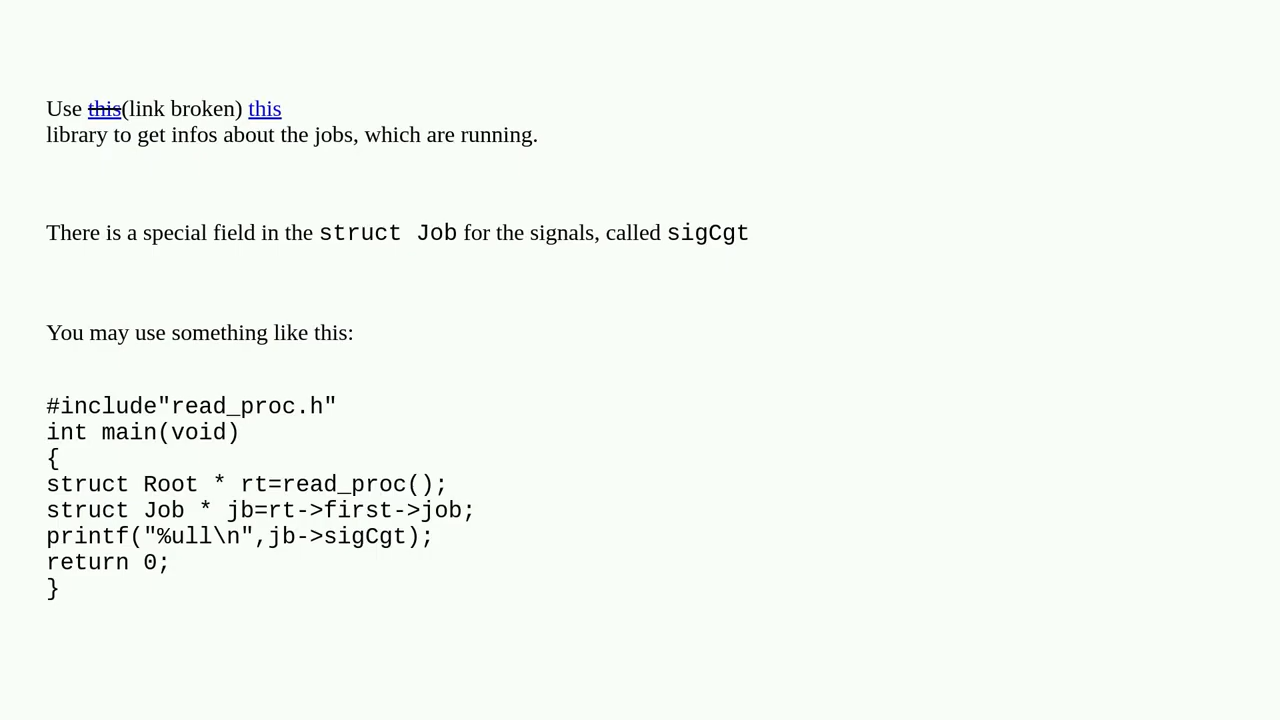 Use this(link broken) this
library to get infos about the jobs, which are running.
There is a special field in the struct Job for the signals, called sigCgt
You may use something like this:
#include"read_proc.h"
int main(void)
{
struct Root * rt=read_proc();
struct Job * jb=rt->first->job;
printf("%ull\n",jb->sigCgt);
return 0;
}